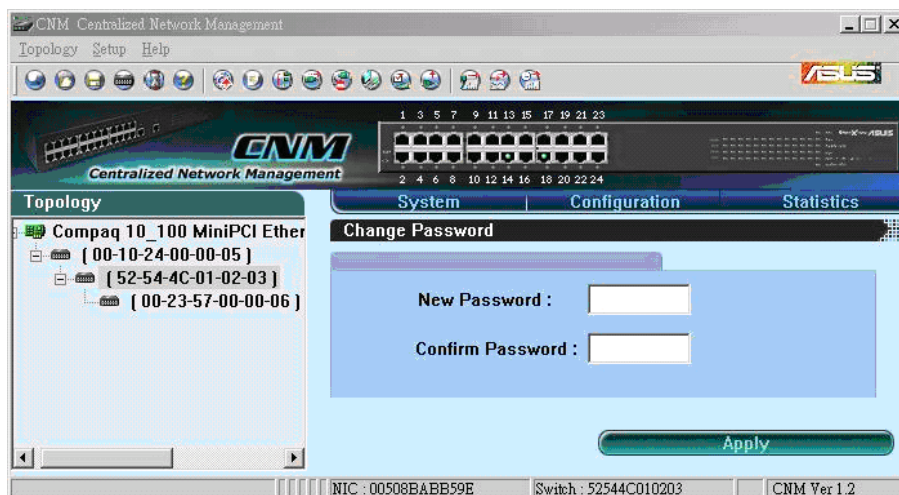 CNM Centralized Network Management
Topology Setup Help
ASUS
1 3 5 7 9 11 13 15 17 19 21 23
CNM
Centralized Network Management
2 4 6 8 10 12 14 16 18 20 22 24
Topology
System Configuration Statistics
Compaq 10_100 MiniPCI Ether
Change Password
( 00-10-24-00-00-05 )
( 52-54-4C-01-02-03 )
( 00-23-57-00-00-06 )
New Password :
Confirm Password :
Apply
NIC : 00508BABB59E
Switch : 52544C010203
CNM Ver 1.2